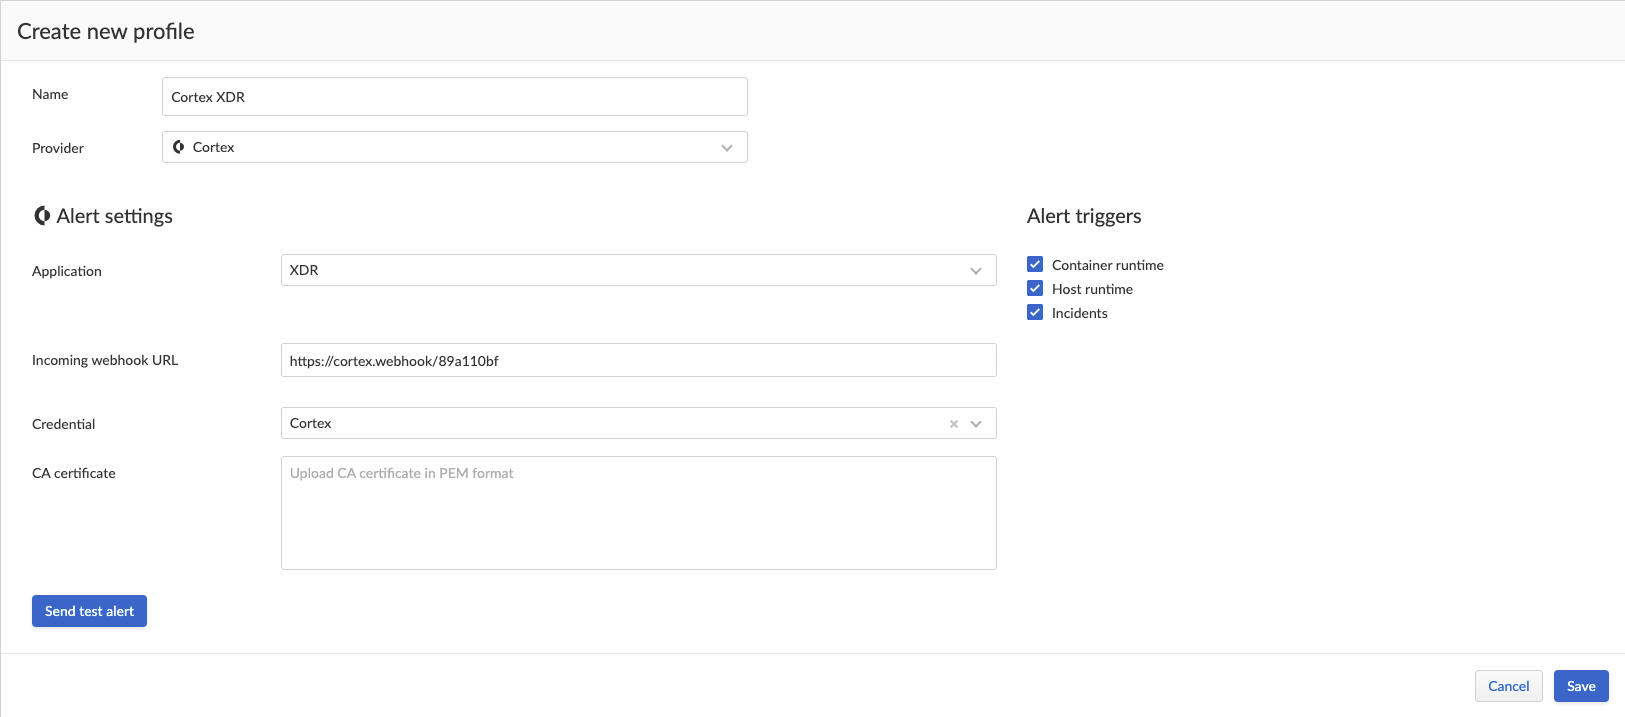 Create new profile
Name
Cortex XDR
Provider
Cortex
Alert settings
Application
XDR
Incoming webhook URL
https://cortex.webhook/89a110bf
Credential
Cortex
CA certificate
Upload CA certificate in PEM format
Send test alert
Alert triggers
Container runtime
Host runtime
Incidents
Cancel
Save